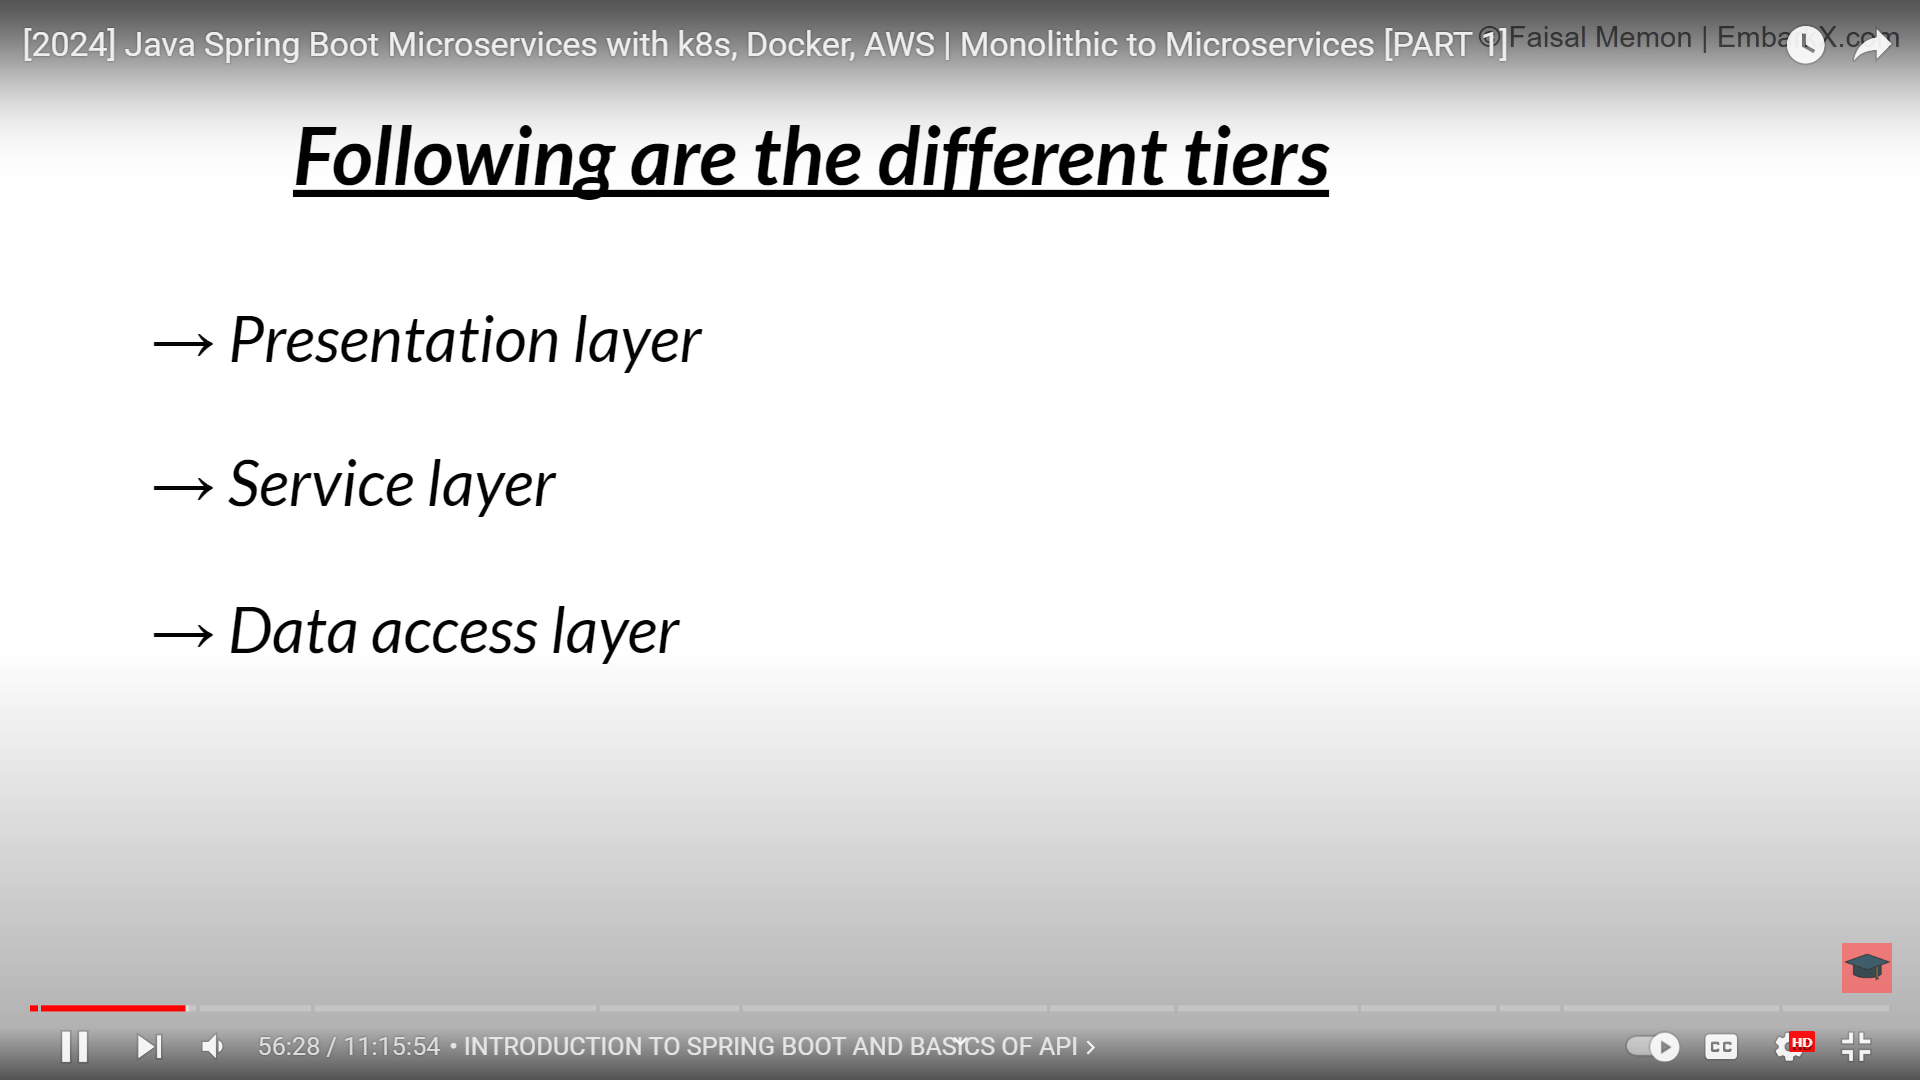 [2024] Java Spring Boot Microservices with k8s, Docker, AWS | Monolithic to Microservices [PART 1]
© Faisal Memon | EmbarkX.com
Following are the different tiers
→ Presentation layer
→ Service layer
→ Data access layer
56:28 / 11:15:54 • INTRODUCTION TO SPRING BOOT AND BASICS OF API >
CC
HD